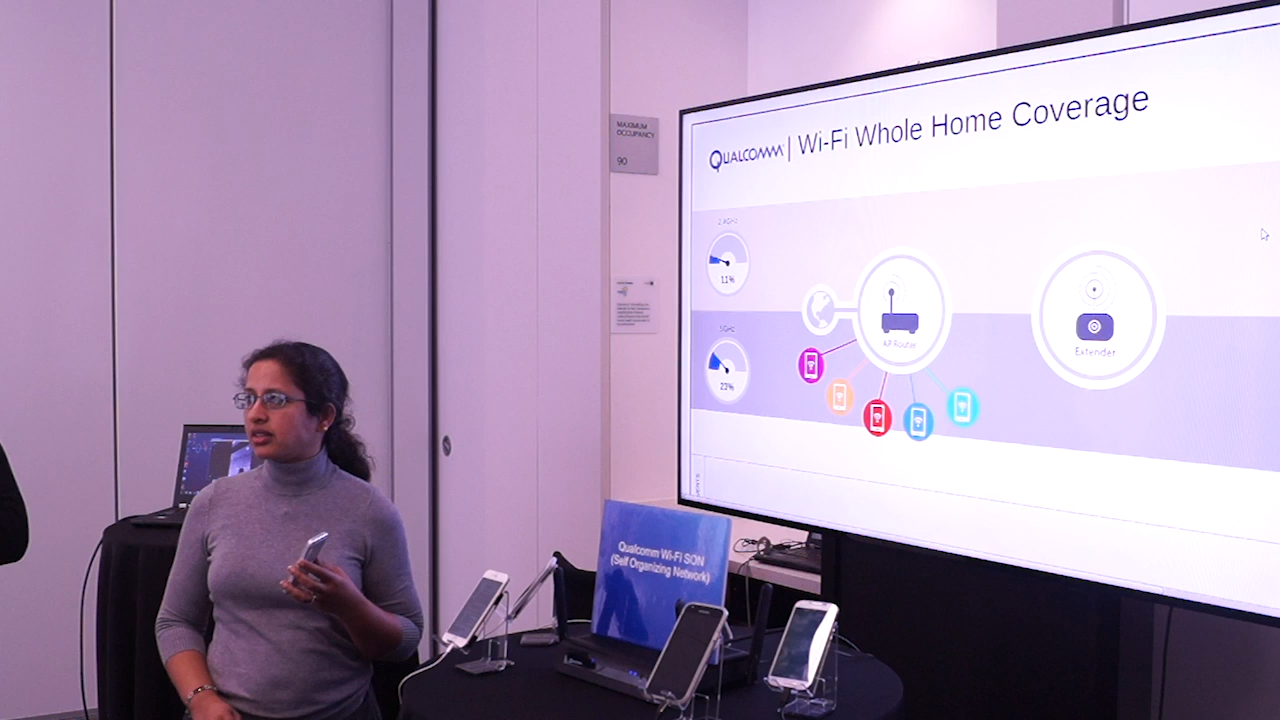 MAXIMUM
OCCUPANCY
90
QUALCOMM | Wi-Fi Whole Home Coverage
2.4GHz
11%
5GHz
23%
AP Router
Extender
Qualcomm Wi-Fi SON
(Self Organizing Network)